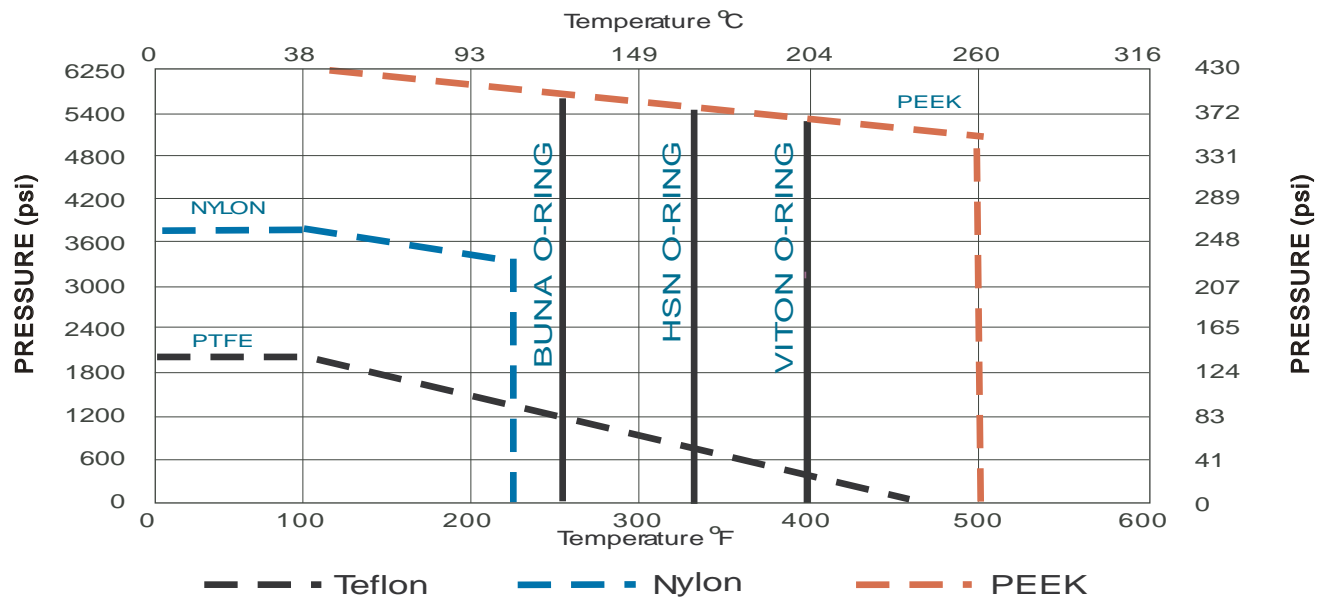 Temperature ºC
0 38 93 149 204 260 316
6250 430
5400 372
4800 331
4200 289
3600 248
3000 207
2400 165
1800 124
1200 83
600 41
0 0
PRESSURE (psi)
PEEK
NYLON
PTFE
BUNA O-RING
HSN O-RING
VITON O-RING
PRESSURE (psi)
0 100 200 300 400 500 600
Temperature ºF
Teflon Nylon PEEK